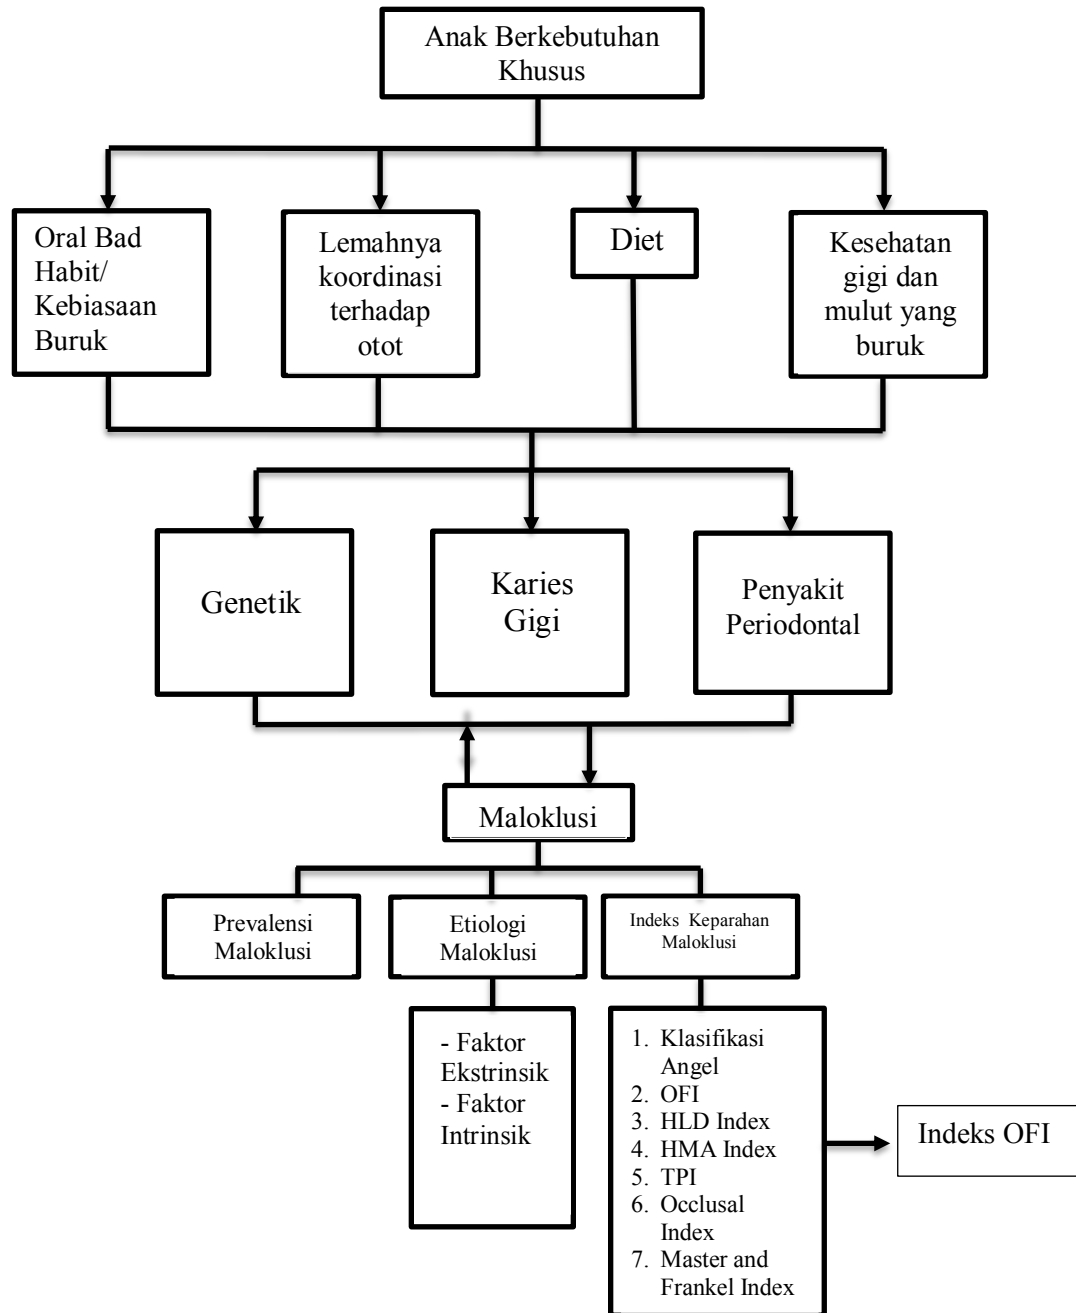 Anak Berkebutuhan
Khusus
Oral Bad
Habit/
Kebiasaan
Buruk
Lemahnya
koordinasi
terhadap
otot
Diet
Kesehatan
gigi dan
mulut yang
buruk
Genetik
Karies
Gigi
Penyakit
Periodontal
Maloklusi
Prevalensi
Maloklusi
Etiologi
Maloklusi
Indeks Keparahan
Maloklusi
- Faktor
Ekstrinsik
- Faktor
Intrinsik
1. Klasifikasi
Angel
2. OFI
3. HLD Index
4. HMA Index
5. TPI
6. Occlusal
Index
7. Master and
Frankel Index
Indeks OFI